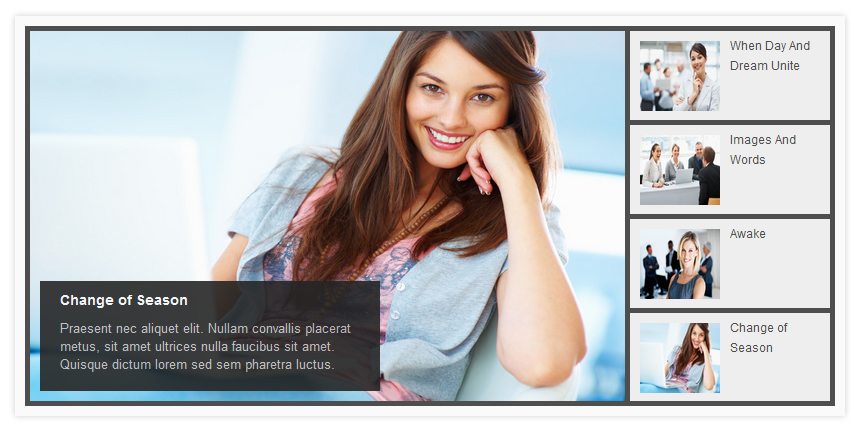 Change of Season
Praesent nec aliquet elit. Nullam convallis placerat
metus, sit amet ultrices nulla faucibus sit amet.
Quisque dictum lorem sed sem pharetra luctus.
When Day And
Dream Unite
Images And
Words
Awake
Change of
Season